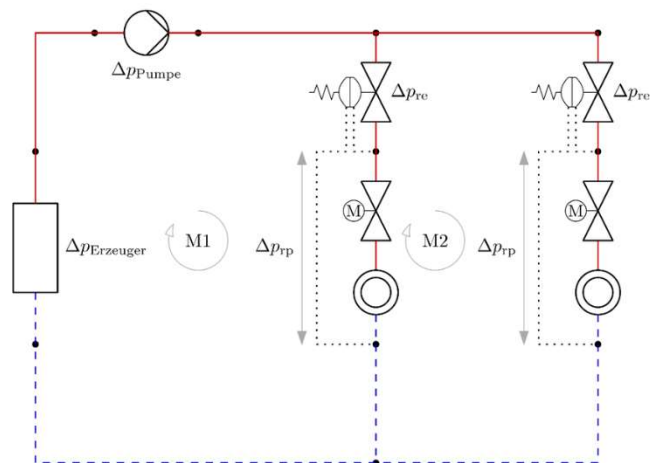 Δp_Pumpe
Δp_re
Δp_re
M
M
Δp_Erzeuger
M1
Δp_rp
M2
Δp_rp